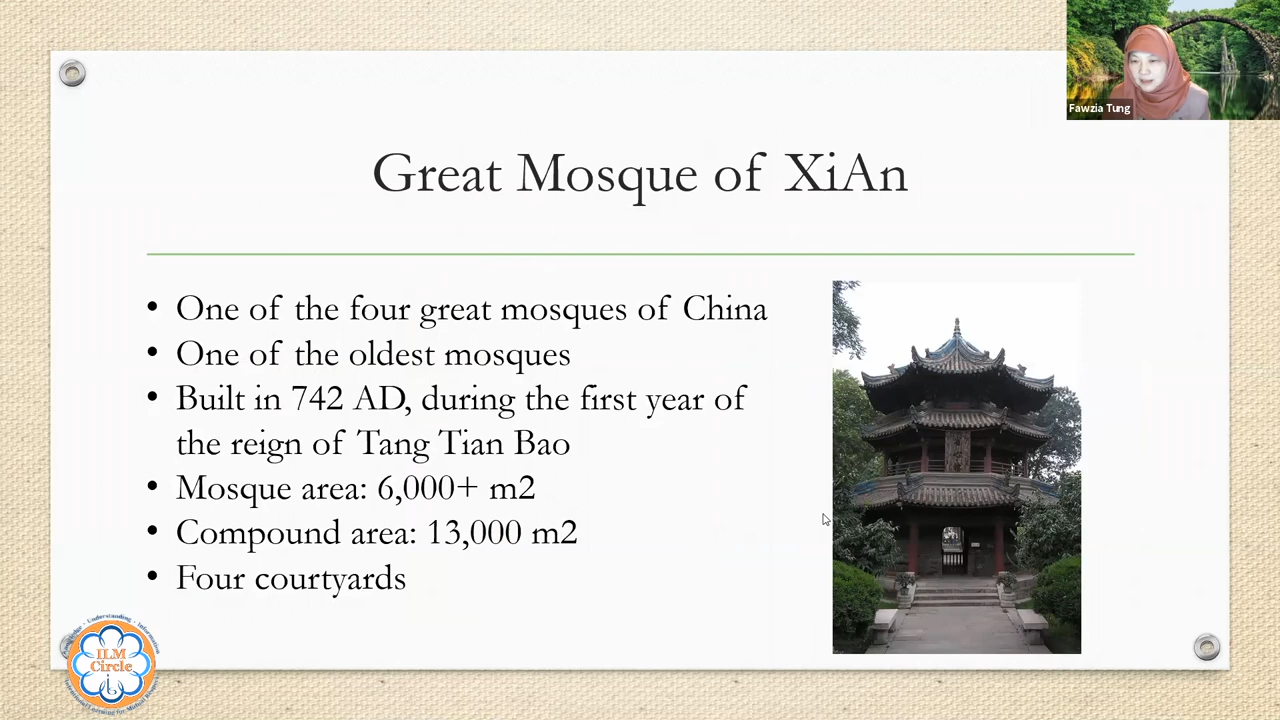 Fawzia Tung
Great Mosque of XiAn
• One of the four great mosques of China
• One of the oldest mosques
• Built in 742 AD, during the first year of
the reign of Tang Tian Bao
• Mosque area: 6,000+ m2
• Compound area: 13,000 m2
• Four courtyards
ILM
Circle